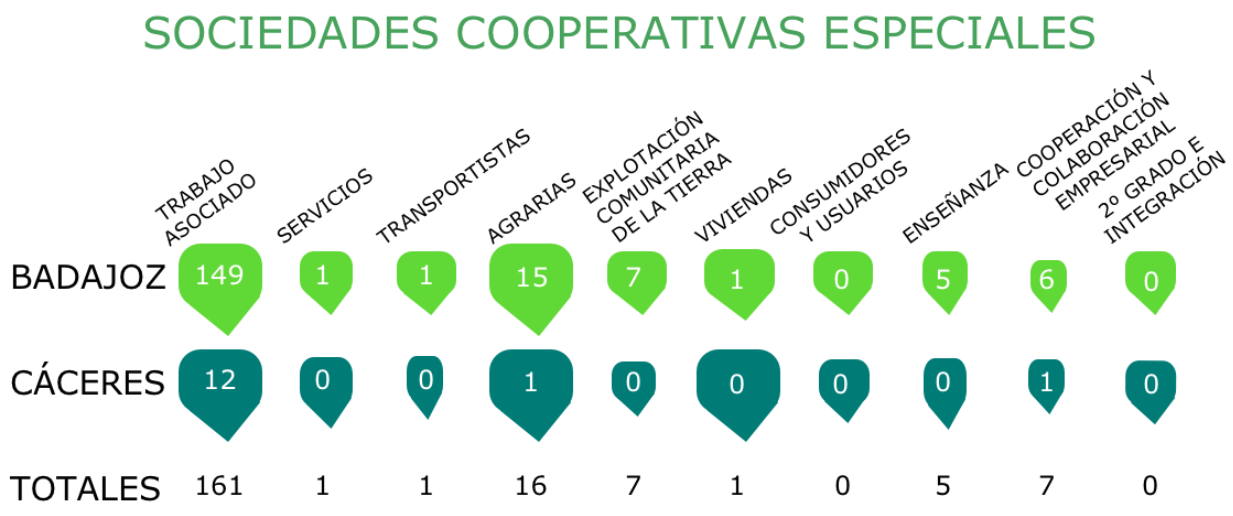 SOCIEDADES COOPERATIVAS ESPECIALES
TRABAJO
ASOCIADO
SERVICIOS
TRANSPORTISTAS
AGRARIAS
EXPLOTACIÓN
COMUNITARIA
DE LA TIERRA
VIVIENDAS
CONSUMIDORES
Y USUARIOS
ENSEÑANZA
COOPERACIÓN Y
COLABORACIÓN
EMPRESARIAL
2º GRADO E
INTEGRACIÓN
BADAJOZ 149 1 1 15 7 1 0 5 6 0
CÁCERES 12 0 0 1 0 0 0 0 1 0
TOTALES 161 1 1 16 7 1 0 5 7 0